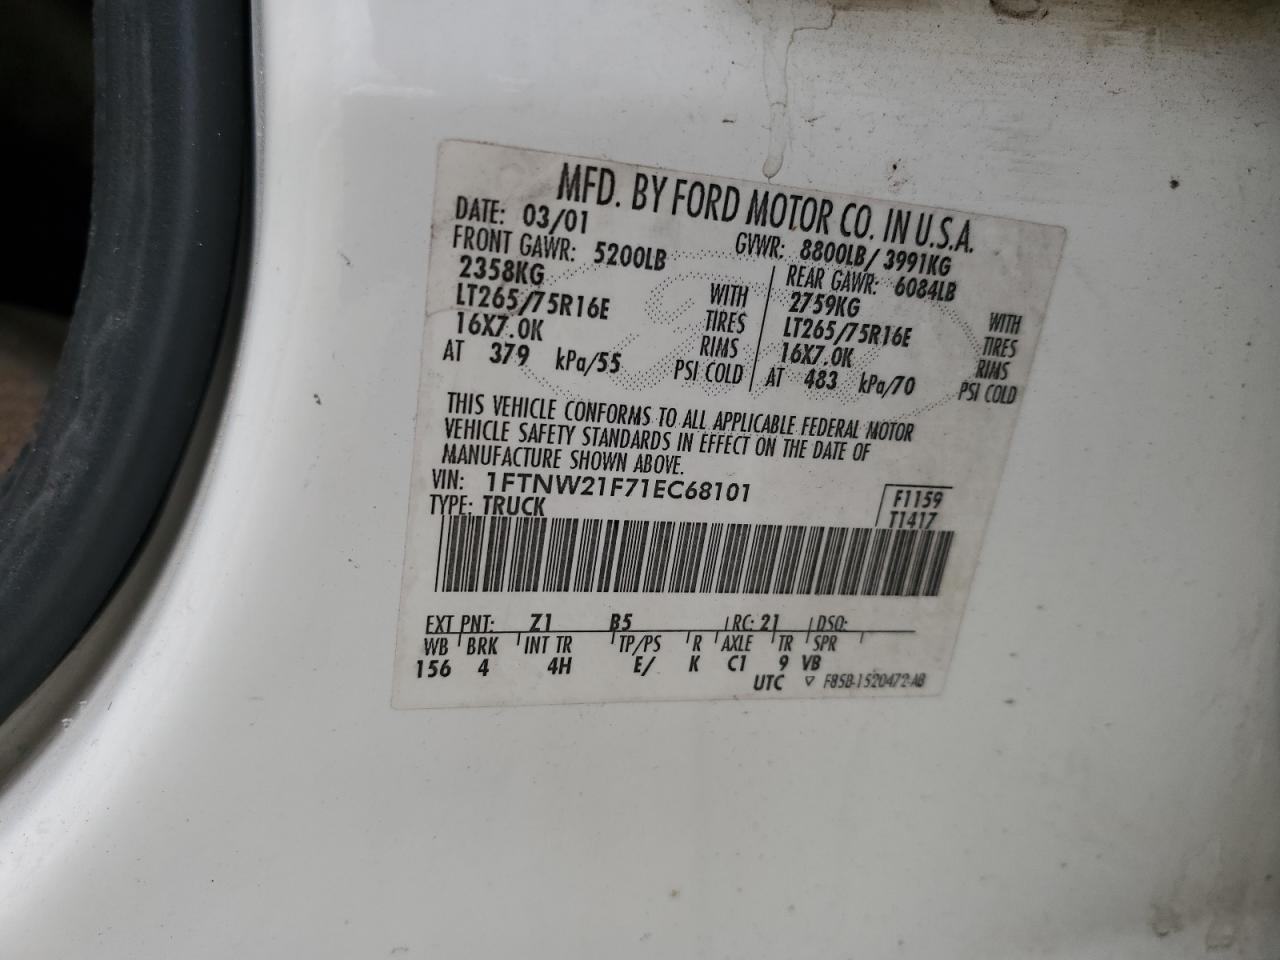 MFD. BY FORD MOTOR CO. IN U.S.A.
DATE: 03/01 GVWR: 8800LB/ 3991KG
FRONT GAWR: 5200LB REAR GAWR: 6084LB
2358KG WITH 2759KG WITH
LT265/75R16E TIRES LT265/75R16E TIRES
16X7.0K RIMS 16X7.0K RIMS
AT 379 kPa/55 PSI COLD AT 483 kPa/70 PSI COLD
THIS VEHICLE CONFORMS TO ALL APPLICABLE FEDERAL MOTOR
VEHICLE SAFETY STANDARDS IN EFFECT ON THE DATE OF
MANUFACTURE SHOWN ABOVE.
VIN: 1FTNW21F71EC68101 F1159
TYPE: TRUCK T1417
EXT PNT: Z1 B5 RC: 21 DSO:
WB BRK INT TR TP/PS R AXLE TR SPR
156 4 4H E/ K C1 9 VB
UTC ▽ F85B-1520472-AB